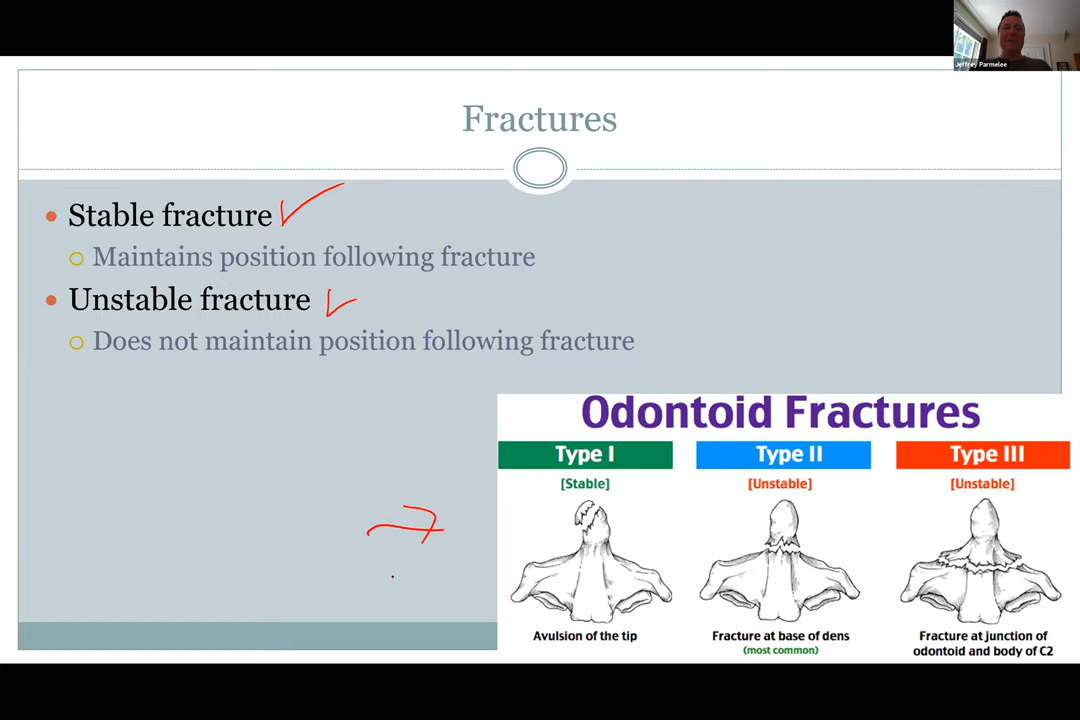 Jeffrey Parmelee
Fractures
Stable fracture
Maintains position following fracture
Unstable fracture
Does not maintain position following fracture
Odontoid Fractures
Type I
[Stable]
Avulsion of the tip
Type II
[Unstable]
Fracture at base of dens
(most common)
Type III
[Unstable]
Fracture at junction of
odontoid and body of C2